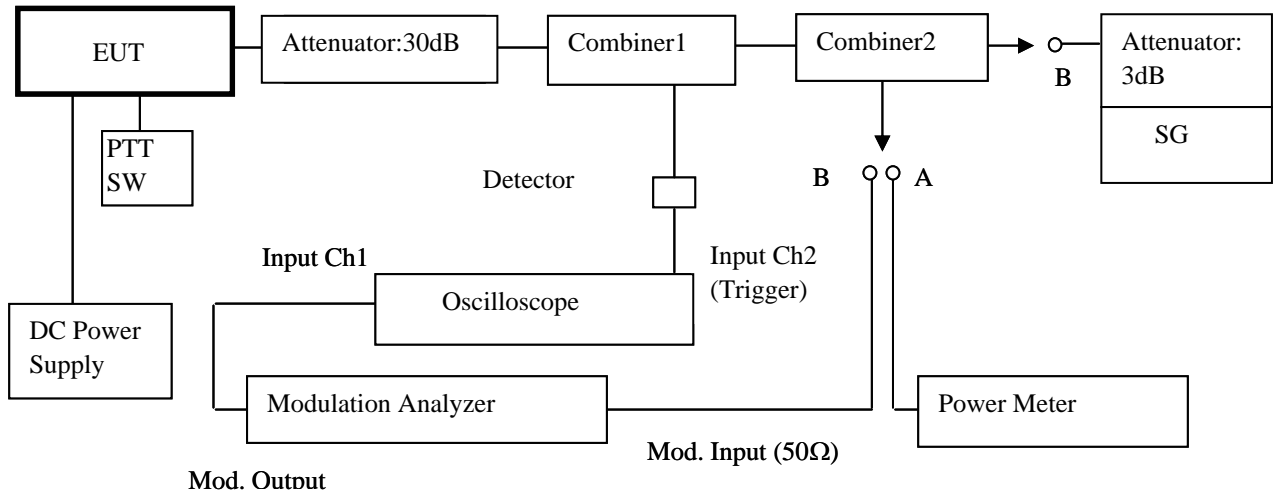 EUT
Attenuator:30dB
Combiner1
Combiner2
B
Attenuator:
3dB
SG
PTT
SW
Detector
B
A
Input Ch1
Input Ch2
(Trigger)
Oscilloscope
DC Power
Supply
Modulation Analyzer
Power Meter
Mod. Input (50Ω)
Mod. Output